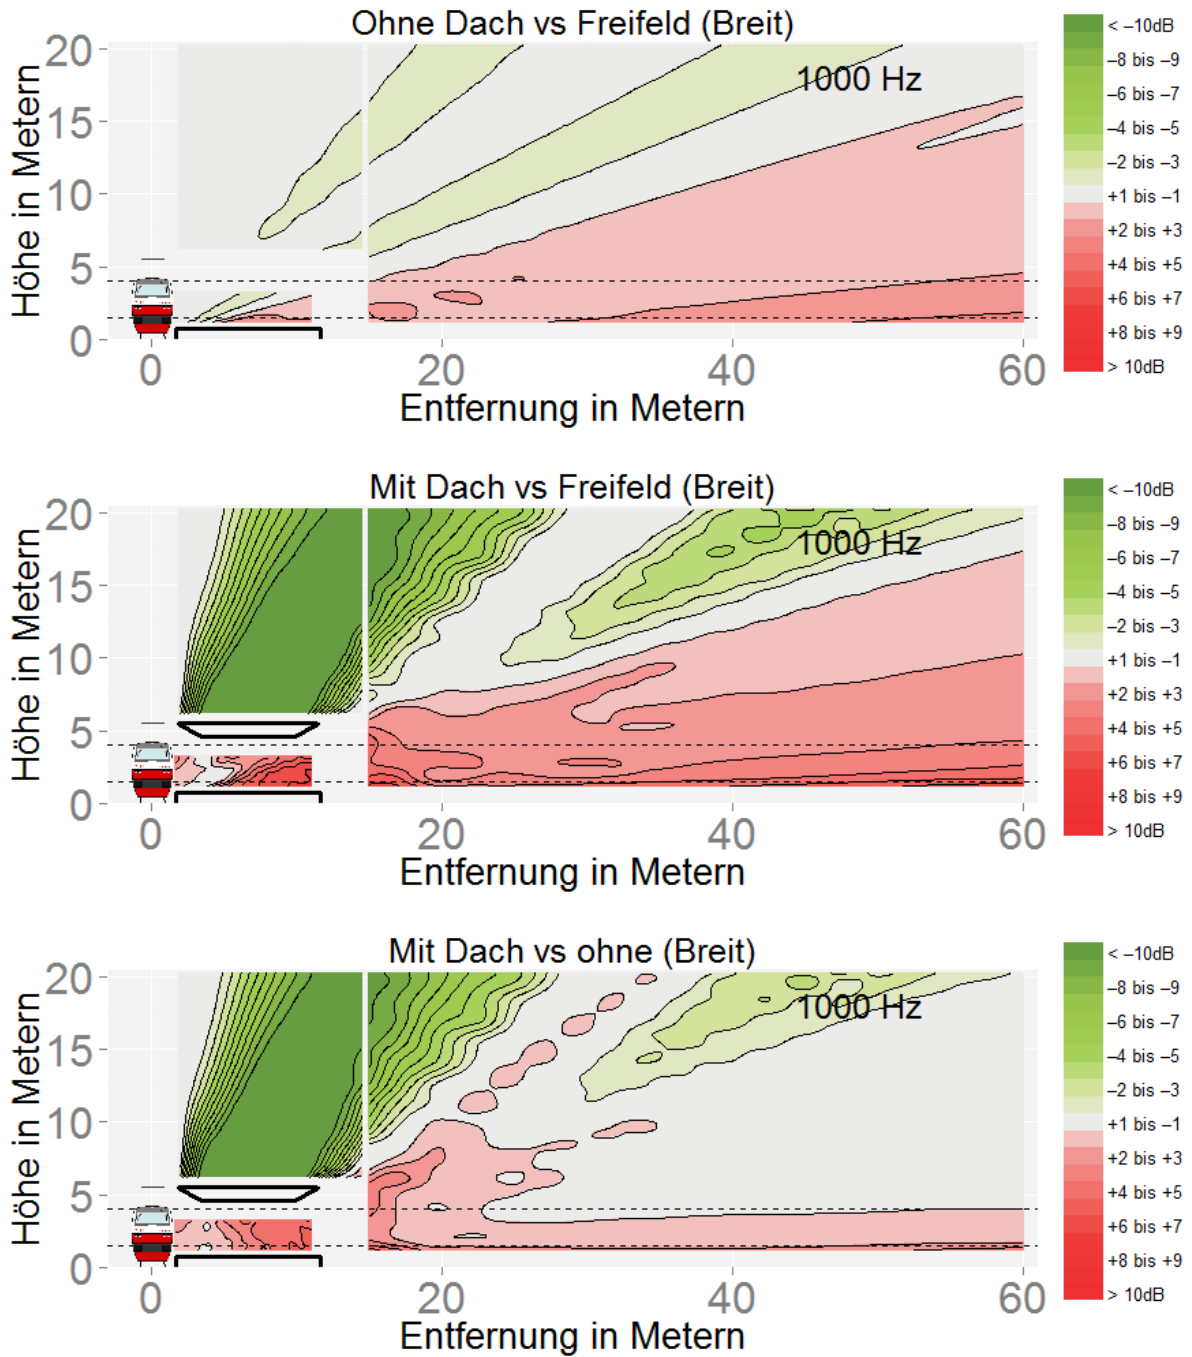 Ohne Dach vs Freifeld (Breit)
1000 Hz
Höhe in Metern
20
15
10
5
0
0 20 40 60
Entfernung in Metern
< –10dB
–8 bis –9
–6 bis –7
–4 bis –5
–2 bis –3
+1 bis –1
+2 bis +3
+4 bis +5
+6 bis +7
+8 bis +9
> 10dB
Mit Dach vs Freifeld (Breit)
1000 Hz
Höhe in Metern
20
15
10
5
0
0 20 40 60
Entfernung in Metern
< –10dB
–8 bis –9
–6 bis –7
–4 bis –5
–2 bis –3
+1 bis –1
+2 bis +3
+4 bis +5
+6 bis +7
+8 bis +9
> 10dB
Mit Dach vs ohne (Breit)
1000 Hz
Höhe in Metern
20
15
10
5
0
0 20 40 60
Entfernung in Metern
< –10dB
–8 bis –9
–6 bis –7
–4 bis –5
–2 bis –3
+1 bis –1
+2 bis +3
+4 bis +5
+6 bis +7
+8 bis +9
> 10dB